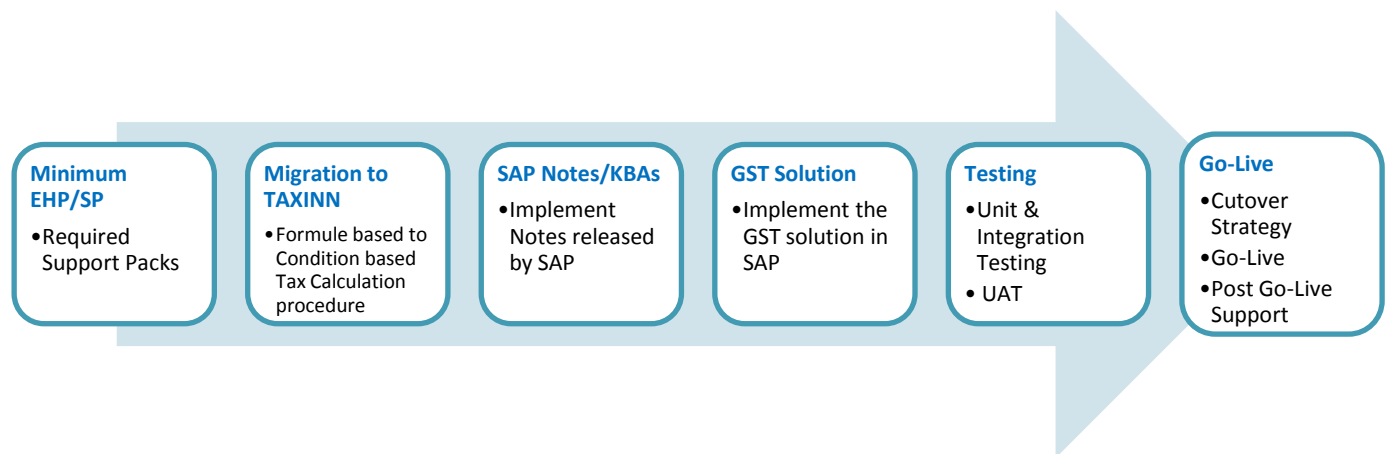 Minimum
EHP/SP
•Required
Support Packs
Migration to
TAXINN
•Formule based to
Condition based
Tax Calculation
procedure
SAP Notes/KBAs
•Implement
Notes released
by SAP
GST Solution
•Implement the
GST solution in
SAP
Testing
•Unit &
Integration
Testing
• UAT
Go-Live
•Cutover
Strategy
•Go-Live
•Post Go-Live
Support